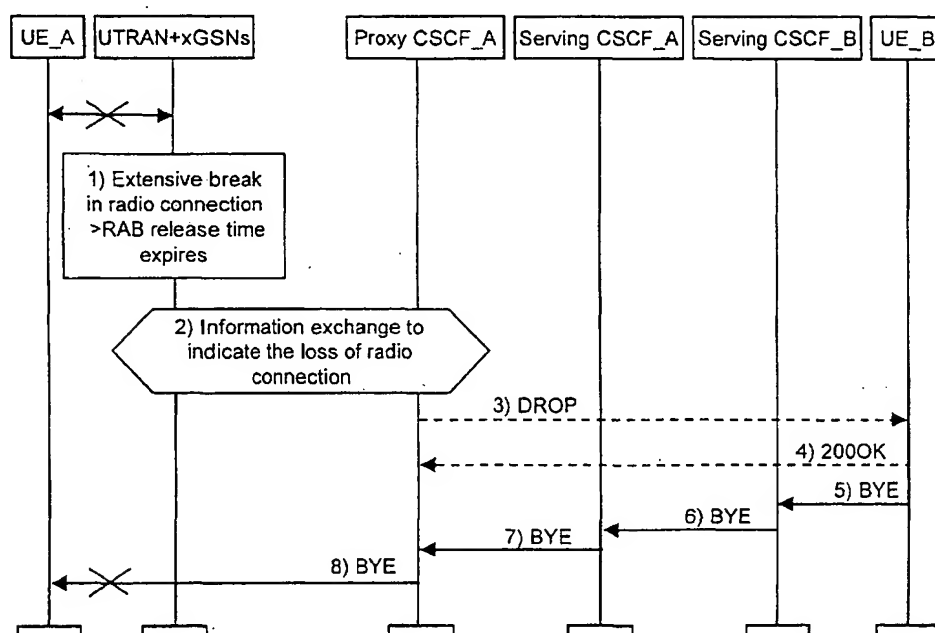 UE_A
UTRAN+xGSNs
Proxy CSCF_A
Serving CSCF_A
Serving CSCF_B
UE_B
1) Extensive break
in radio connection
>RAB release time
expires
2) Information exchange to
indicate the loss of radio
connection
3) DROP
4) 200OK
5) BYE
6) BYE
7) BYE
8) BYE